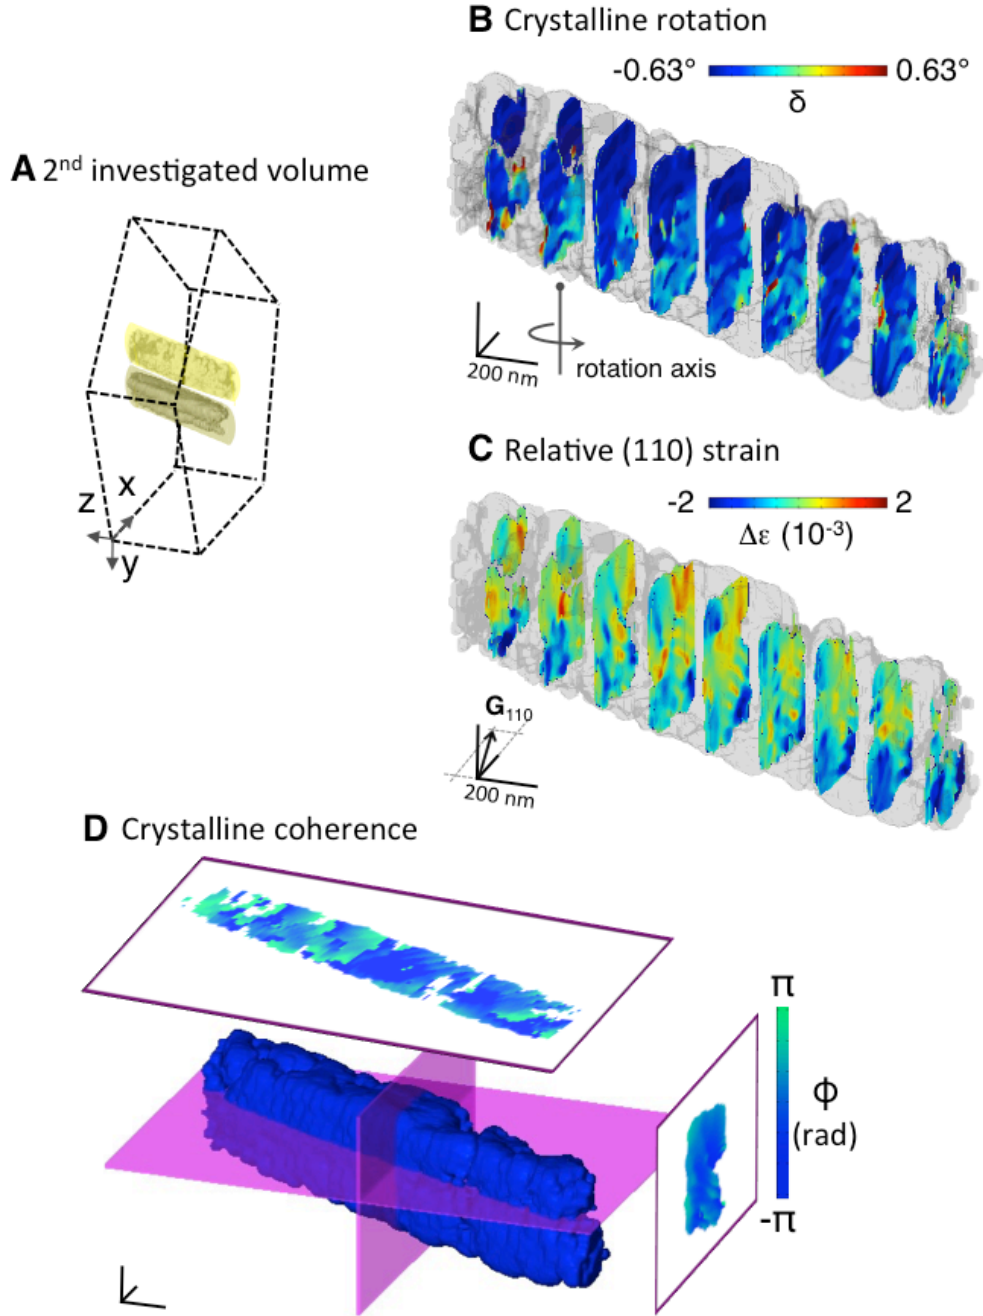 B Crystalline rotation
-0.63° 0.63°
δ
A 2nd investigated volume
200 nm
rotation axis
C Relative (110) strain
-2 2
Δε (10-3)
z x
y
G110
200 nm
D Crystalline coherence
π
Φ
(rad)
-π